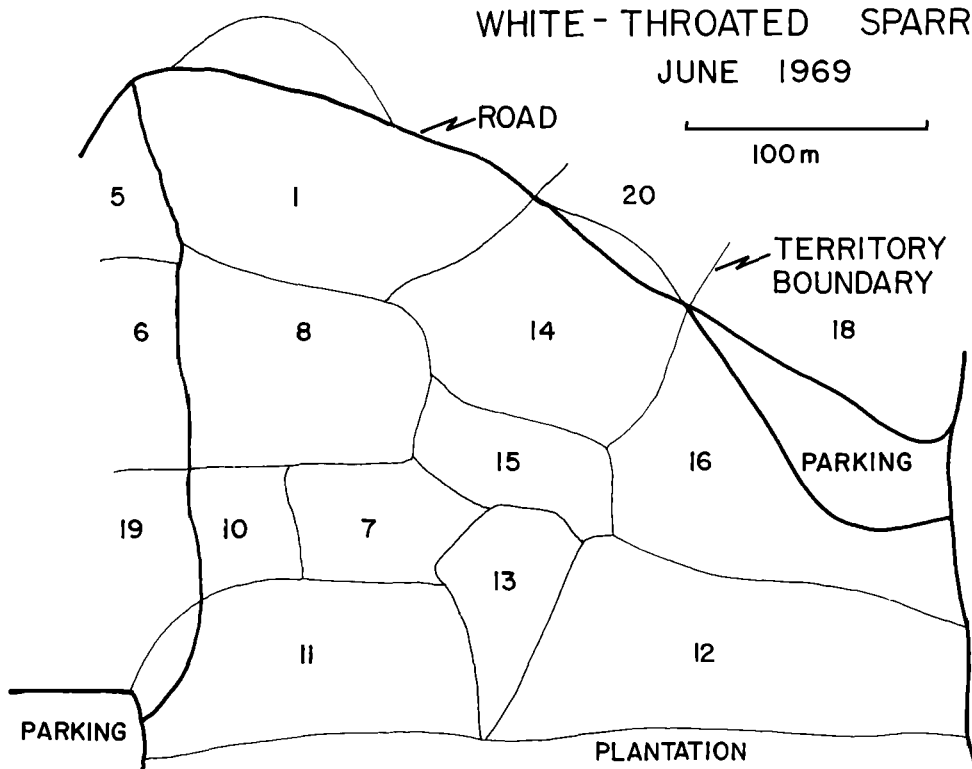 WHITE-THROATED SPARR
JUNE 1969
ROAD
100m
5
1
20
TERRITORY
BOUNDARY
6
8
14
18
15
16
PARKING
19
10
7
13
11
12
PARKING
PLANTATION